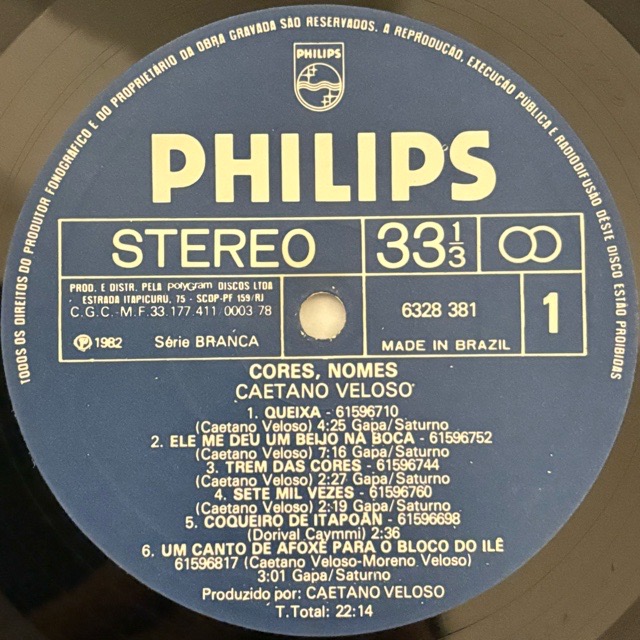 TODOS OS DIREITOS DO PRODUTOR FONOGRÁFICO E DO PROPRIETÁRIO DA OBRA GRAVADA SÃO RESERVADOS. A REPRODUÇÃO, EXECUÇÃO PÚBLICA E RADIODIFUSÃO DESTE DISCO ESTÃO PROIBIDAS
PHILIPS
PHILIPS
STEREO
33 1/3
PROD. E DISTR. PELA PolyGram DISCOS LTDA
ESTRADA ITAPICURÚ, 75 - SCDP-PF 159/RJ
C.G.C.-M.F. 33.177.411 0003 78
Ⓟ 1982 Série BRANCA
6328 381
MADE IN BRAZIL
1
CORES, NOMES
CAETANO VELOSO
1. QUEIXA - 61596710
(Caetano Veloso) 4:25 Gapa/Saturno
2. ELE ME DEU UM BEIJO NA BOCA - 61596752
(Caetano Veloso) 7:16 Gapa/Saturno
3. TREM DAS CORES - 61596744
(Caetano Veloso) 2:27 Gapa/Saturno
4. SETE MIL VEZES - 61596760
(Caetano Veloso) 2:19 Gapa/Saturno
5. COQUEIRO DE ITAPOÃN - 61596698
(Dorival Caymmi) 2:36
6. UM CANTO DE AFOXÉ PARA O BLOCO DO ILÊ
61596817 (Caetano Veloso-Moreno Veloso)
3:01 Gapa/Saturno
Produzido por: CAETANO VELOSO
T.Total: 22:14